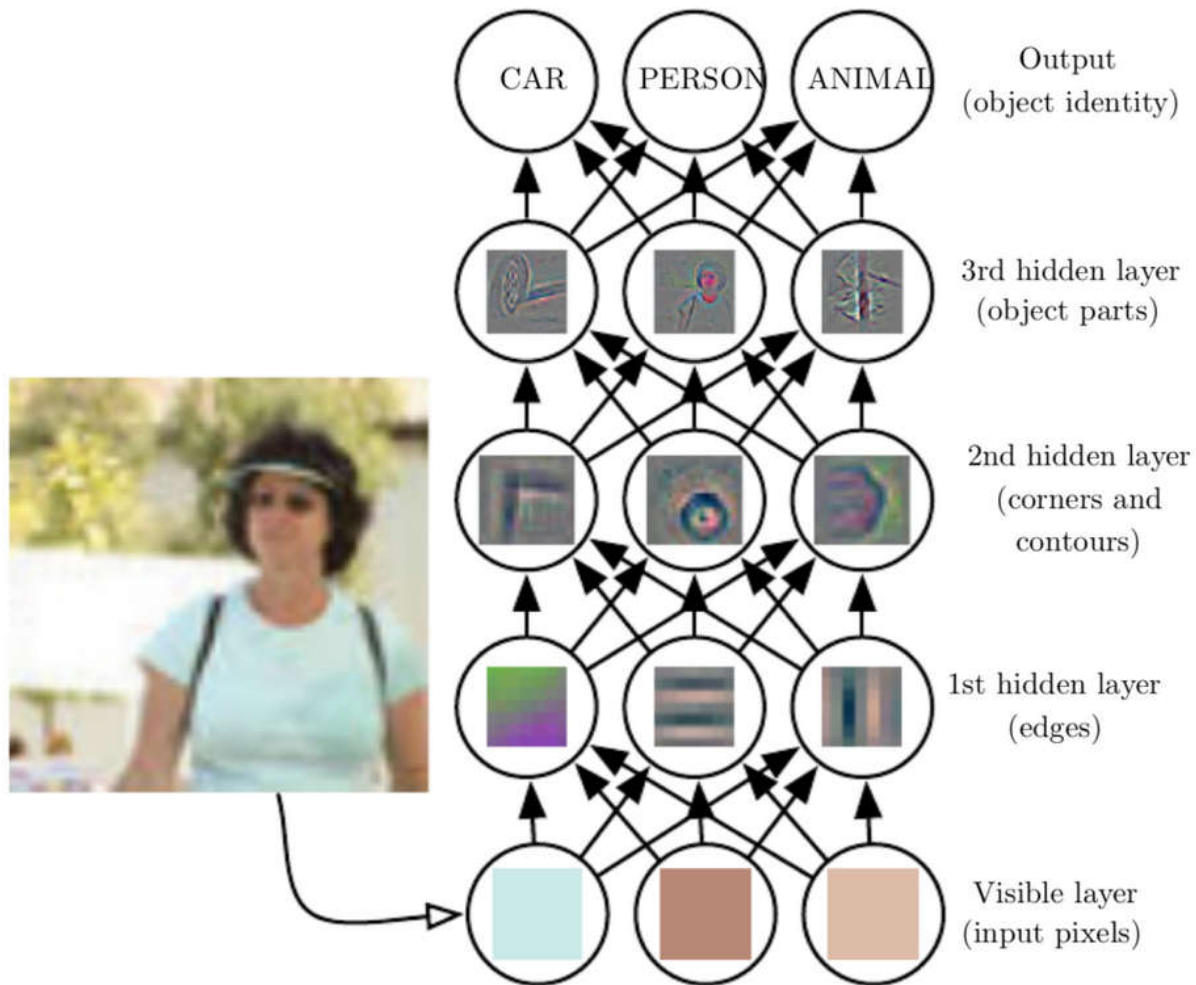 CAR
PERSON
ANIMAL
Output
(object identity)
3rd hidden layer
(object parts)
2nd hidden layer
(corners and
contours)
1st hidden layer
(edges)
Visible layer
(input pixels)